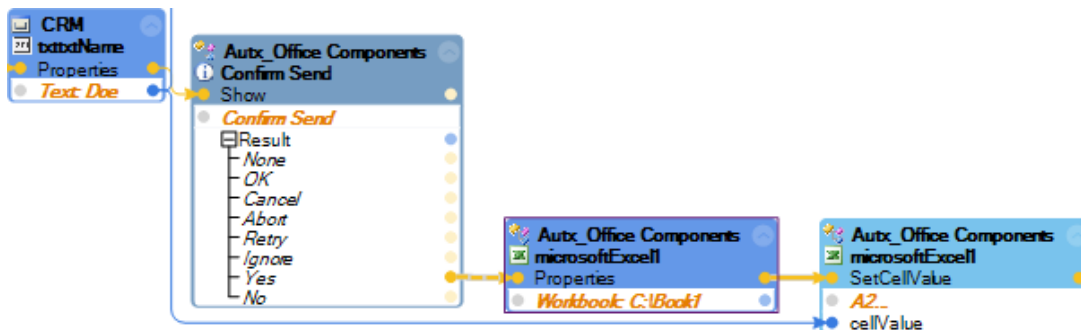 CRM
txttxtName
Properties
Text: Doe
Autx_Office Components
Confirm Send
Show
Confirm Send
Result
None
OK
Cancel
Abort
Retry
Ignore
Yes
No
Autx_Office Components
microsoftExcel1
Properties
Workbook: C:\Book1
Autx_Office Components
microsoftExcel1
SetCellValue
A2...
cellValue